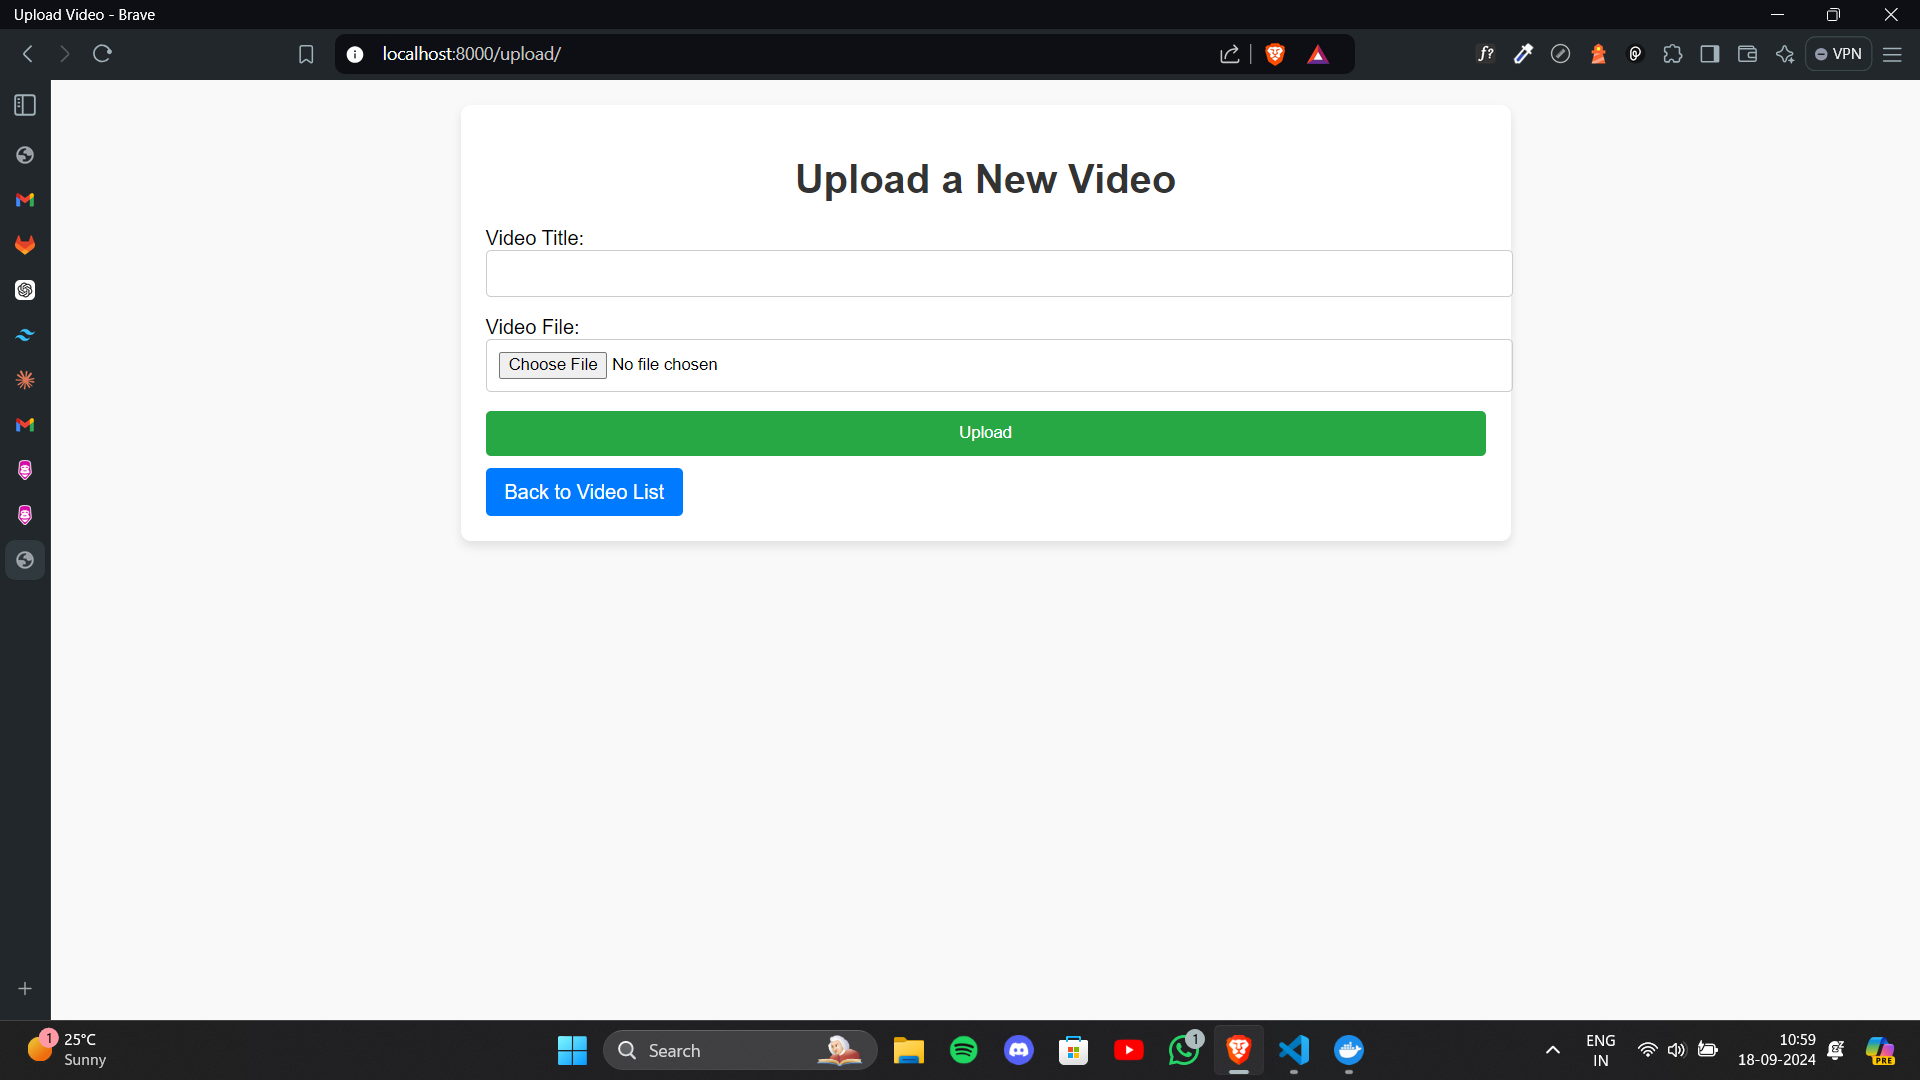 Upload Video - Brave
localhost:8000/upload/
f?
VPN
Upload a New Video
Video Title:
Video File:
Choose File No file chosen
Upload
Back to Video List
1
25°C
Sunny
Search
1
ENG
IN
10:59
18-09-2024
PRE